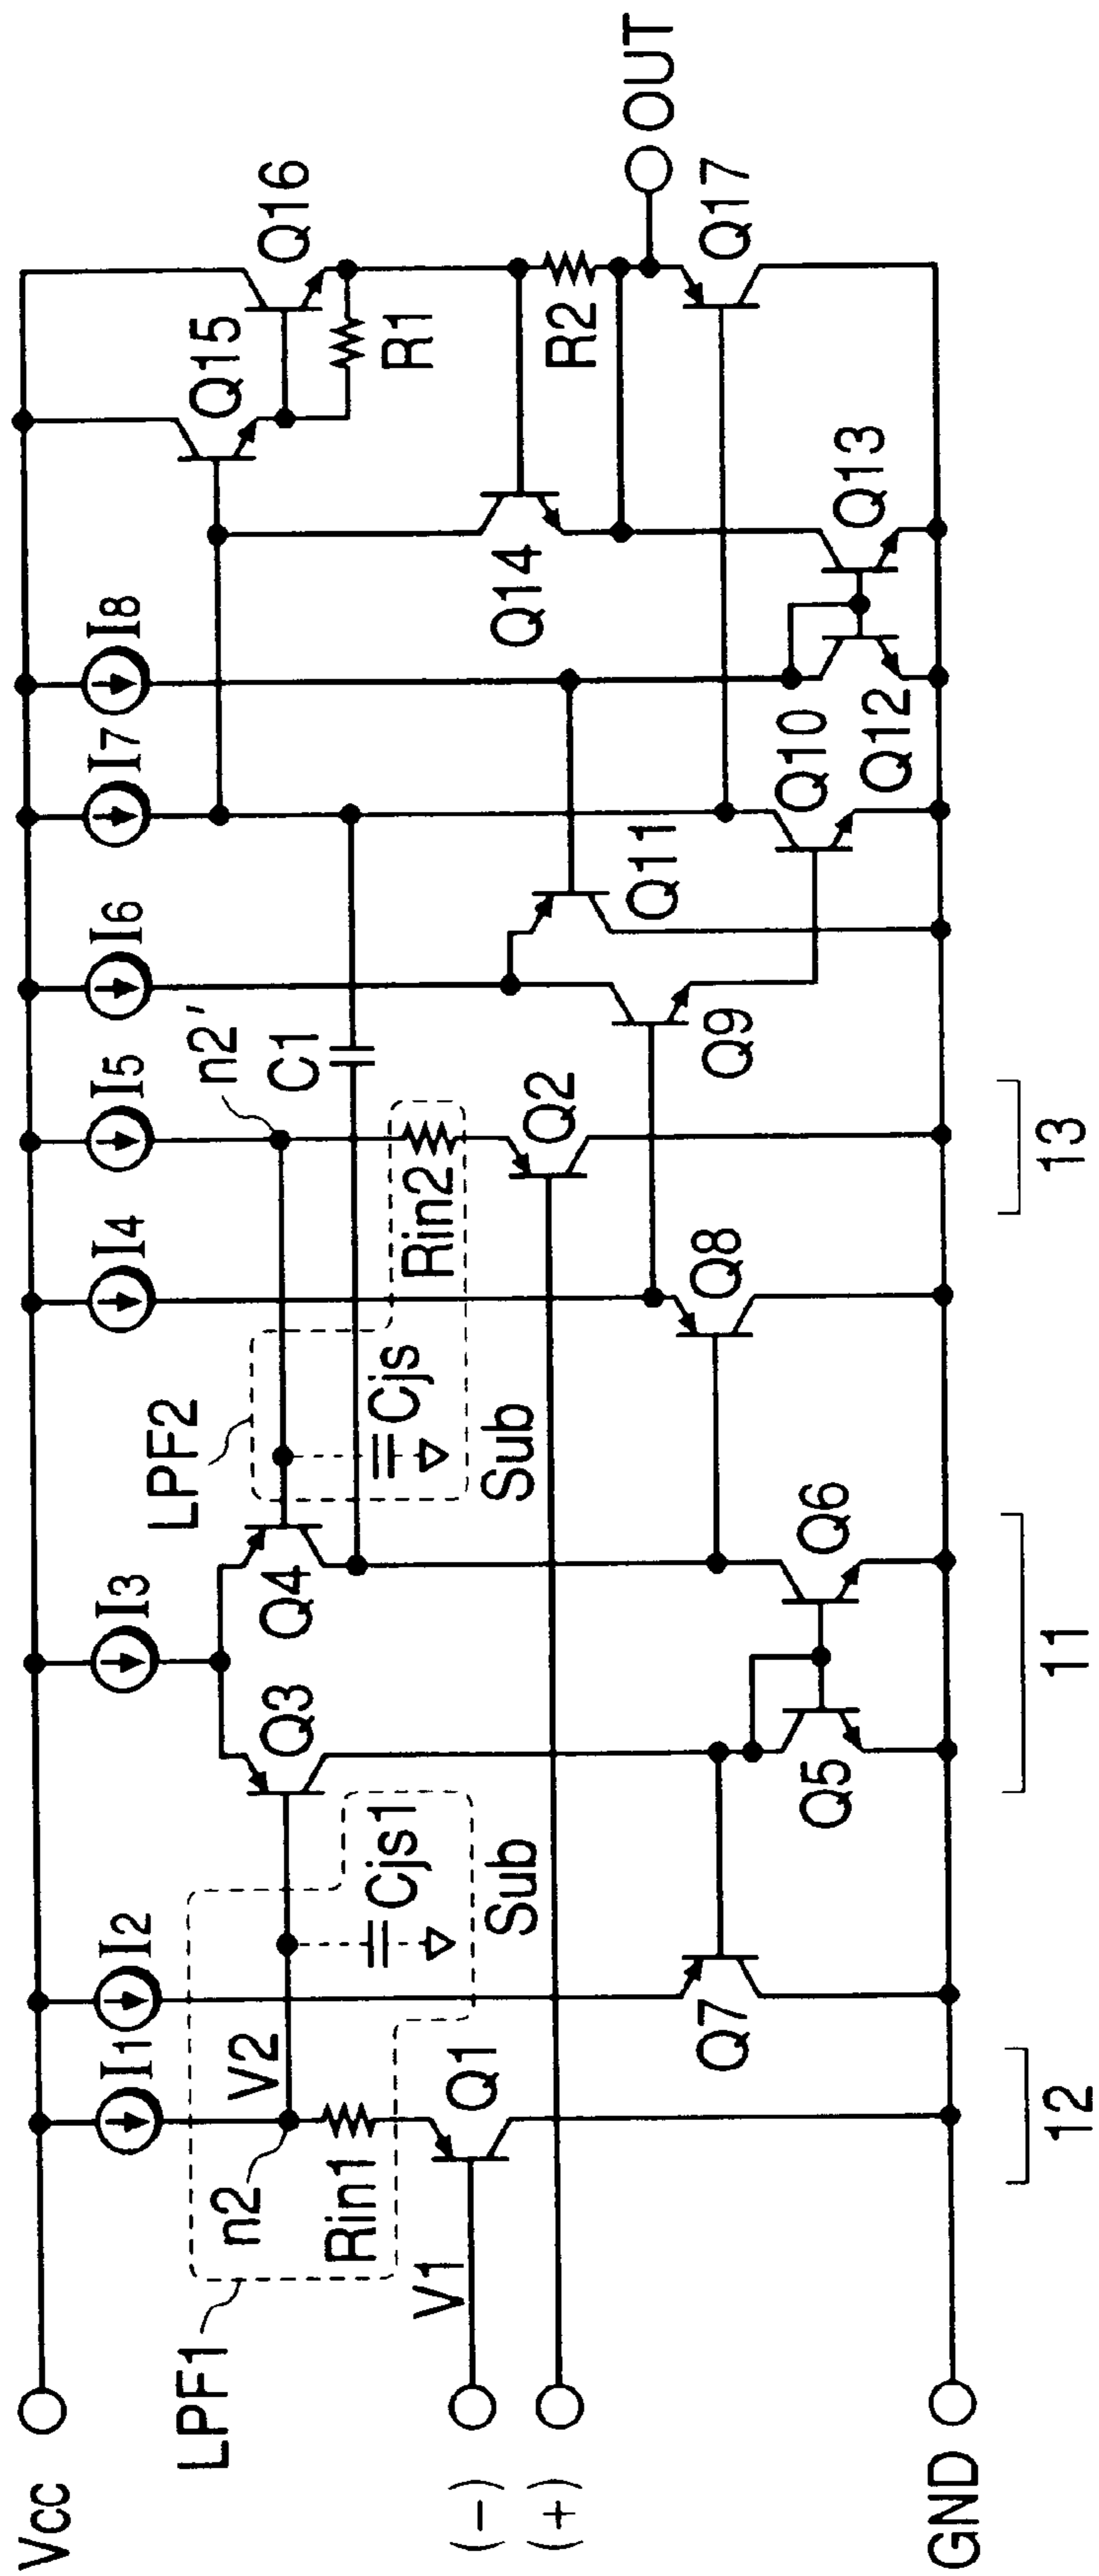 Vcc
I1
I2
I3
I4
I5
I6
I7
I8
LPF1
n2
V2
Rin1
Cjs1
Sub
V1
Q1
Q7
Q3
Q4
LPF2
Cjs
Sub
Rin2
n2'
C1
Q2
Q8
Q9
Q11
Q10
Q14
Q15
Q16
R1
R2
OUT
Q17
Q13
Q12
Q5
Q6
(-)
(+)
GND
12
11
13